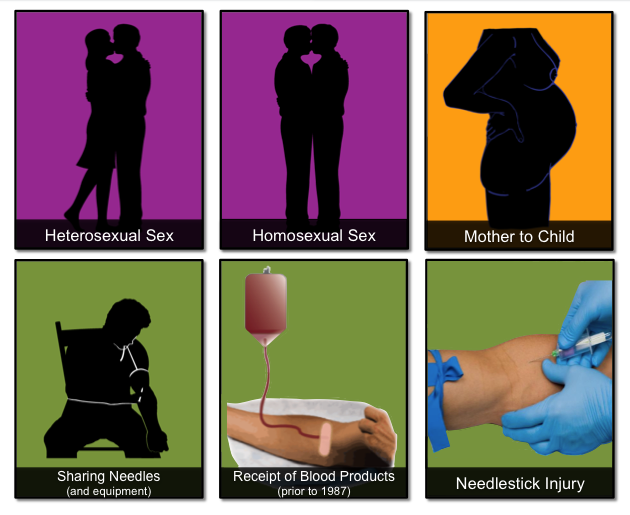 Heterosexual Sex
Homosexual Sex
Mother to Child
Sharing Needles
(and equipment)
Receipt of Blood Products
(prior to 1987)
Needlestick Injury